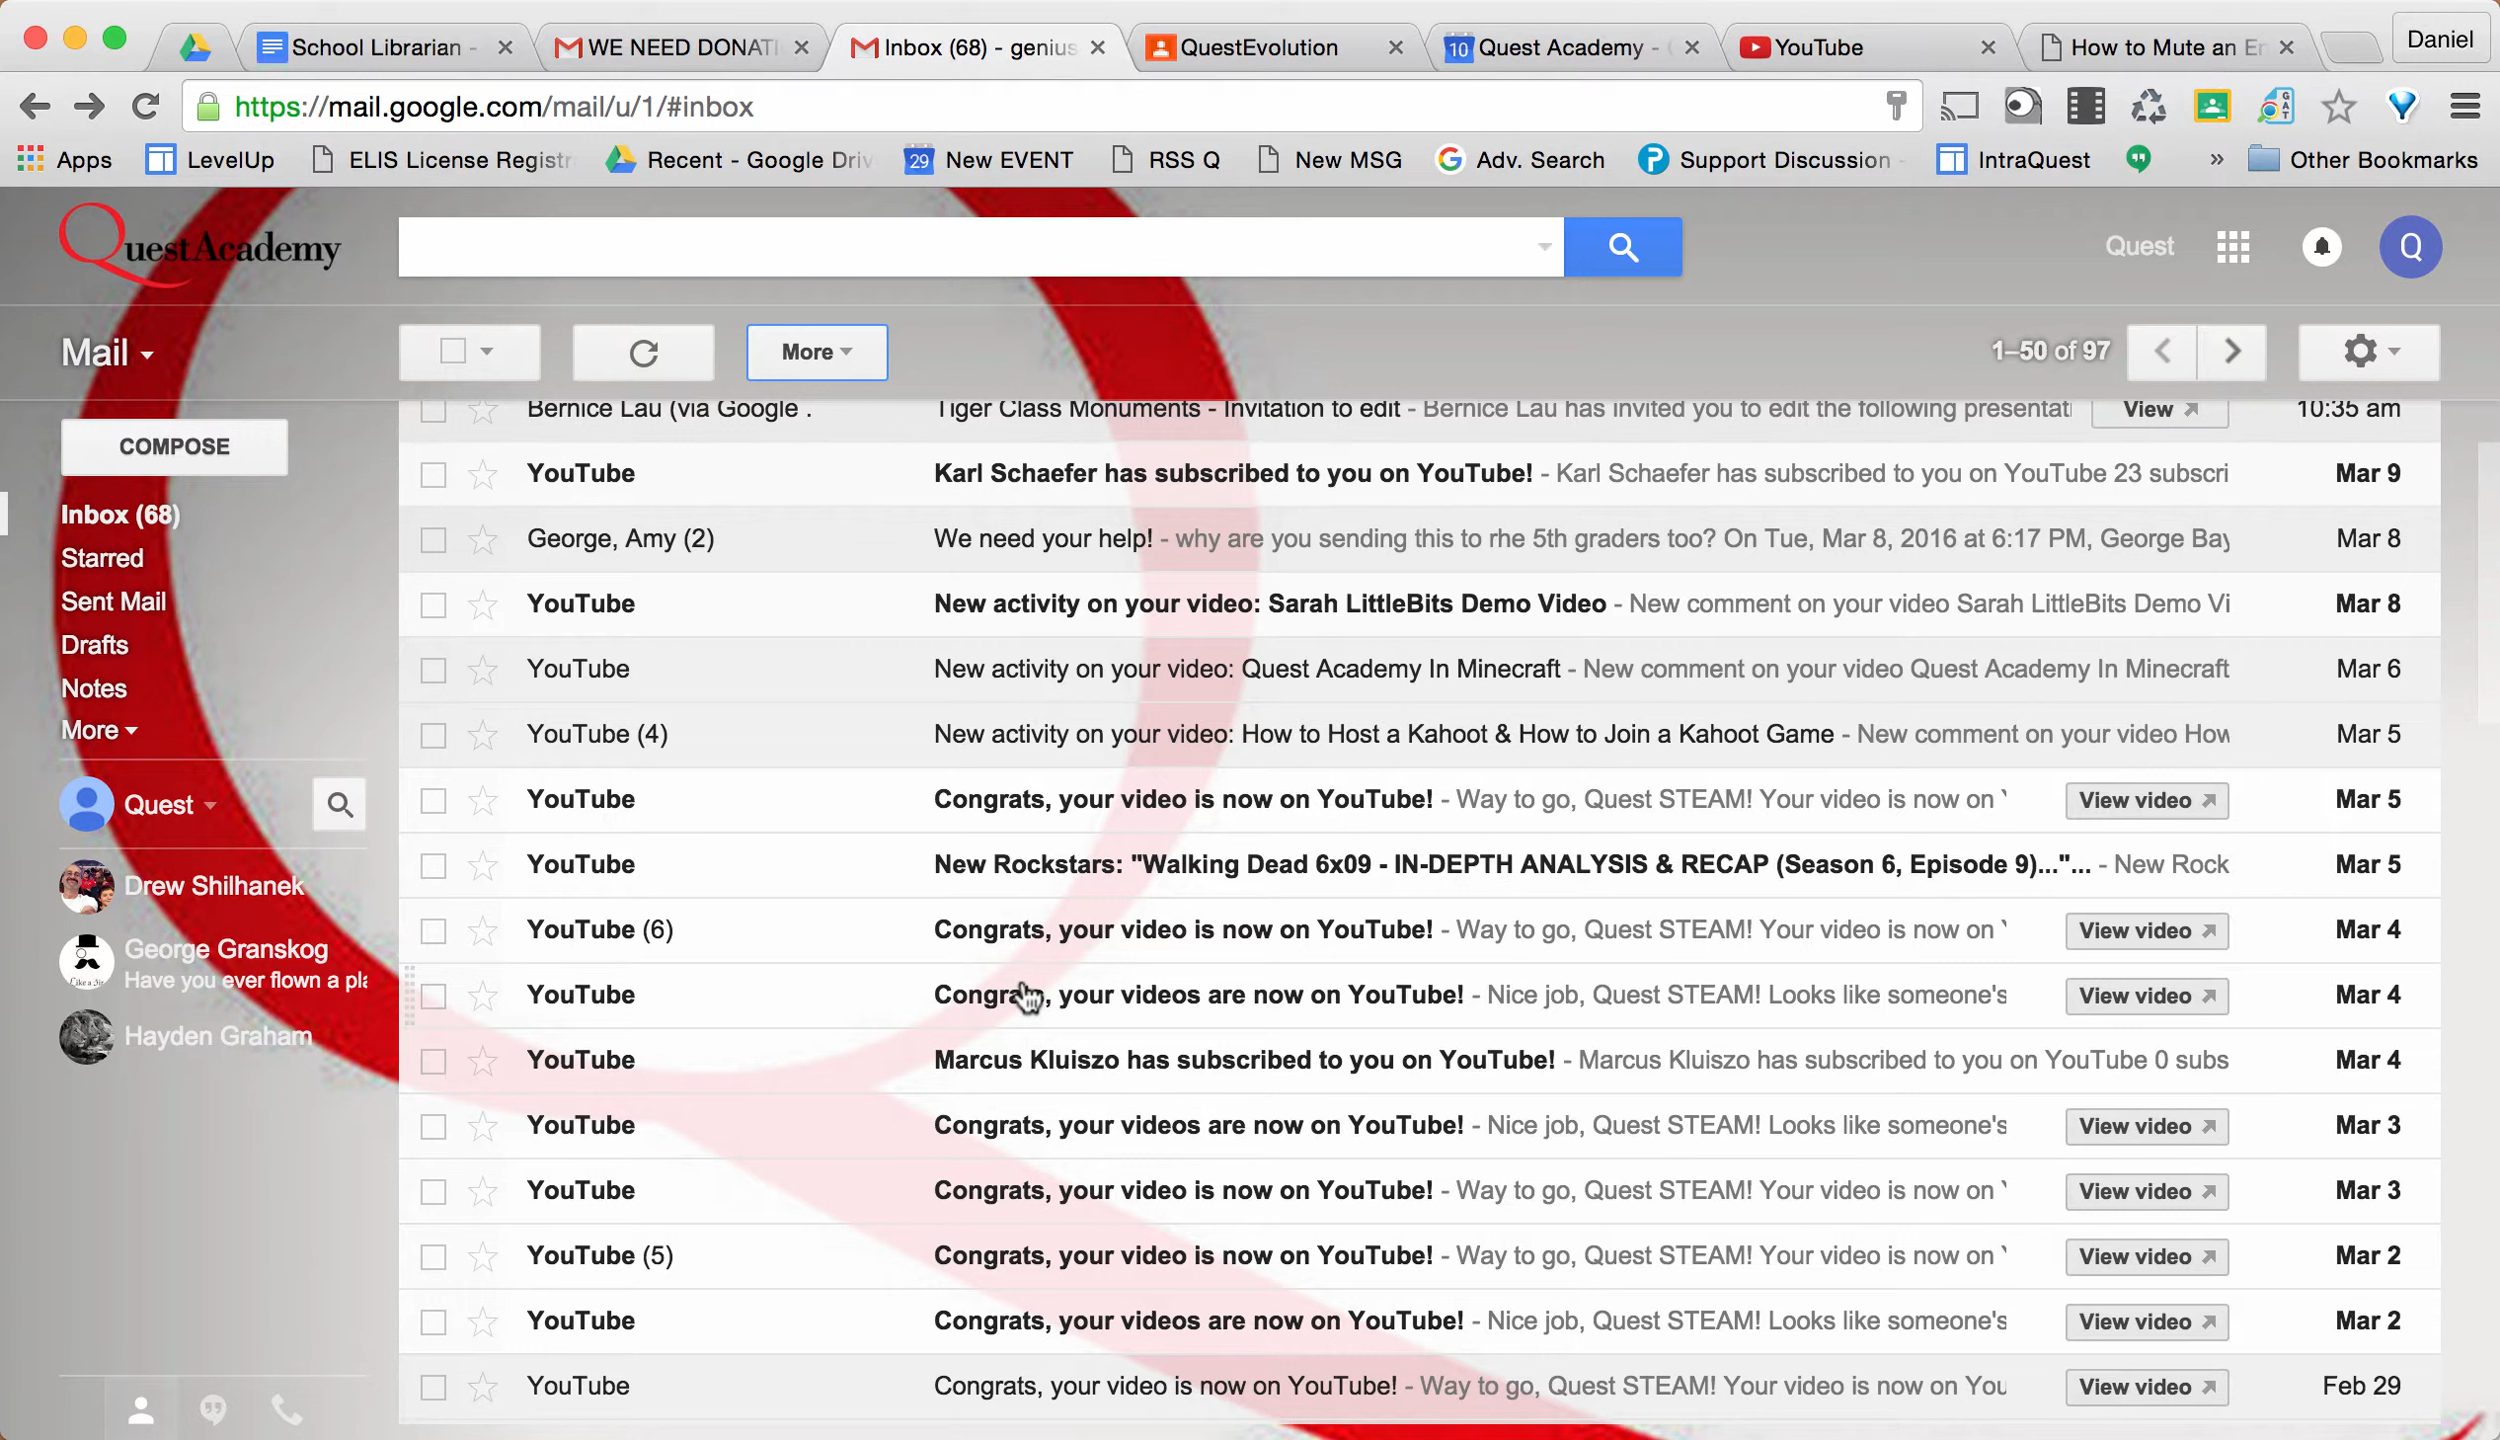 School Librarian -
WE NEED DONATI
Inbox (68) - genius
QuestEvolution
10 Quest Academy -
YouTube
How to Mute an Em
Daniel
https://mail.google.com/mail/u/1/#inbox
Apps
LevelUp
ELIS License Registr
Recent - Google Driv
29 New EVENT
RSS Q
New MSG
Adv. Search
Support Discussion -
IntraQuest
»
Other Bookmarks
QuestAcademy
Quest
Q
Mail
More
1–50 of 97
COMPOSE
Inbox (68)
Starred
Sent Mail
Drafts
Notes
More
Quest
Drew Shilhanek
George Granskog
Have you ever flown a pla
Hayden Graham
Bernice Lau (via Google . Tiger Class Monuments - Invitation to edit - Bernice Lau has invited you to edit the following presentati View 10:35 am
YouTube Karl Schaefer has subscribed to you on YouTube! - Karl Schaefer has subscribed to you on YouTube 23 subscri Mar 9
George, Amy (2) We need your help! - why are you sending this to rhe 5th graders too? On Tue, Mar 8, 2016 at 6:17 PM, George Bay Mar 8
YouTube New activity on your video: Sarah LittleBits Demo Video - New comment on your video Sarah LittleBits Demo Vi Mar 8
YouTube New activity on your video: Quest Academy In Minecraft - New comment on your video Quest Academy In Minecraft Mar 6
YouTube (4) New activity on your video: How to Host a Kahoot & How to Join a Kahoot Game - New comment on your video How Mar 5
YouTube Congrats, your video is now on YouTube! - Way to go, Quest STEAM! Your video is now on View video Mar 5
YouTube New Rockstars: "Walking Dead 6x09 - IN-DEPTH ANALYSIS & RECAP (Season 6, Episode 9)..."... - New Rock Mar 5
YouTube (6) Congrats, your video is now on YouTube! - Way to go, Quest STEAM! Your video is now on View video Mar 4
YouTube Congrats, your videos are now on YouTube! - Nice job, Quest STEAM! Looks like someone's View video Mar 4
YouTube Marcus Kluiszo has subscribed to you on YouTube! - Marcus Kluiszo has subscribed to you on YouTube 0 subs Mar 4
YouTube Congrats, your videos are now on YouTube! - Nice job, Quest STEAM! Looks like someone's View video Mar 3
YouTube Congrats, your video is now on YouTube! - Way to go, Quest STEAM! Your video is now on View video Mar 3
YouTube (5) Congrats, your video is now on YouTube! - Way to go, Quest STEAM! Your video is now on View video Mar 2
YouTube Congrats, your videos are now on YouTube! - Nice job, Quest STEAM! Looks like someone's View video Mar 2
YouTube Congrats, your video is now on YouTube! - Way to go, Quest STEAM! Your video is now on You View video Feb 29